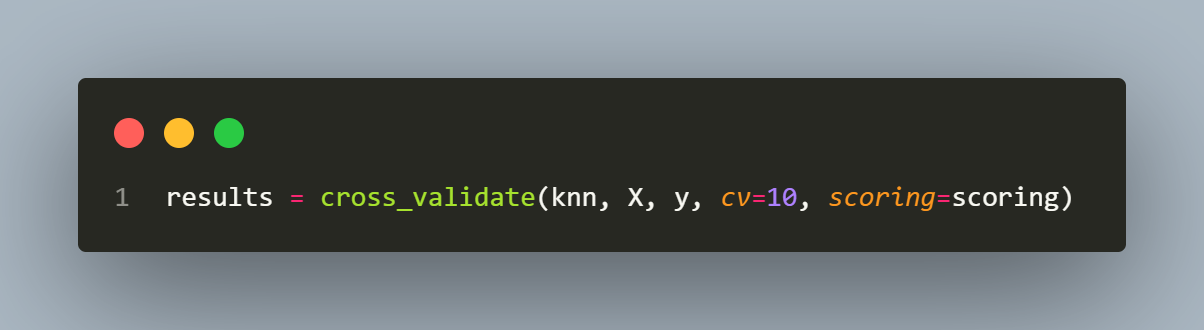 1 results = cross_validate(knn, X, y, cv=10, scoring=scoring)